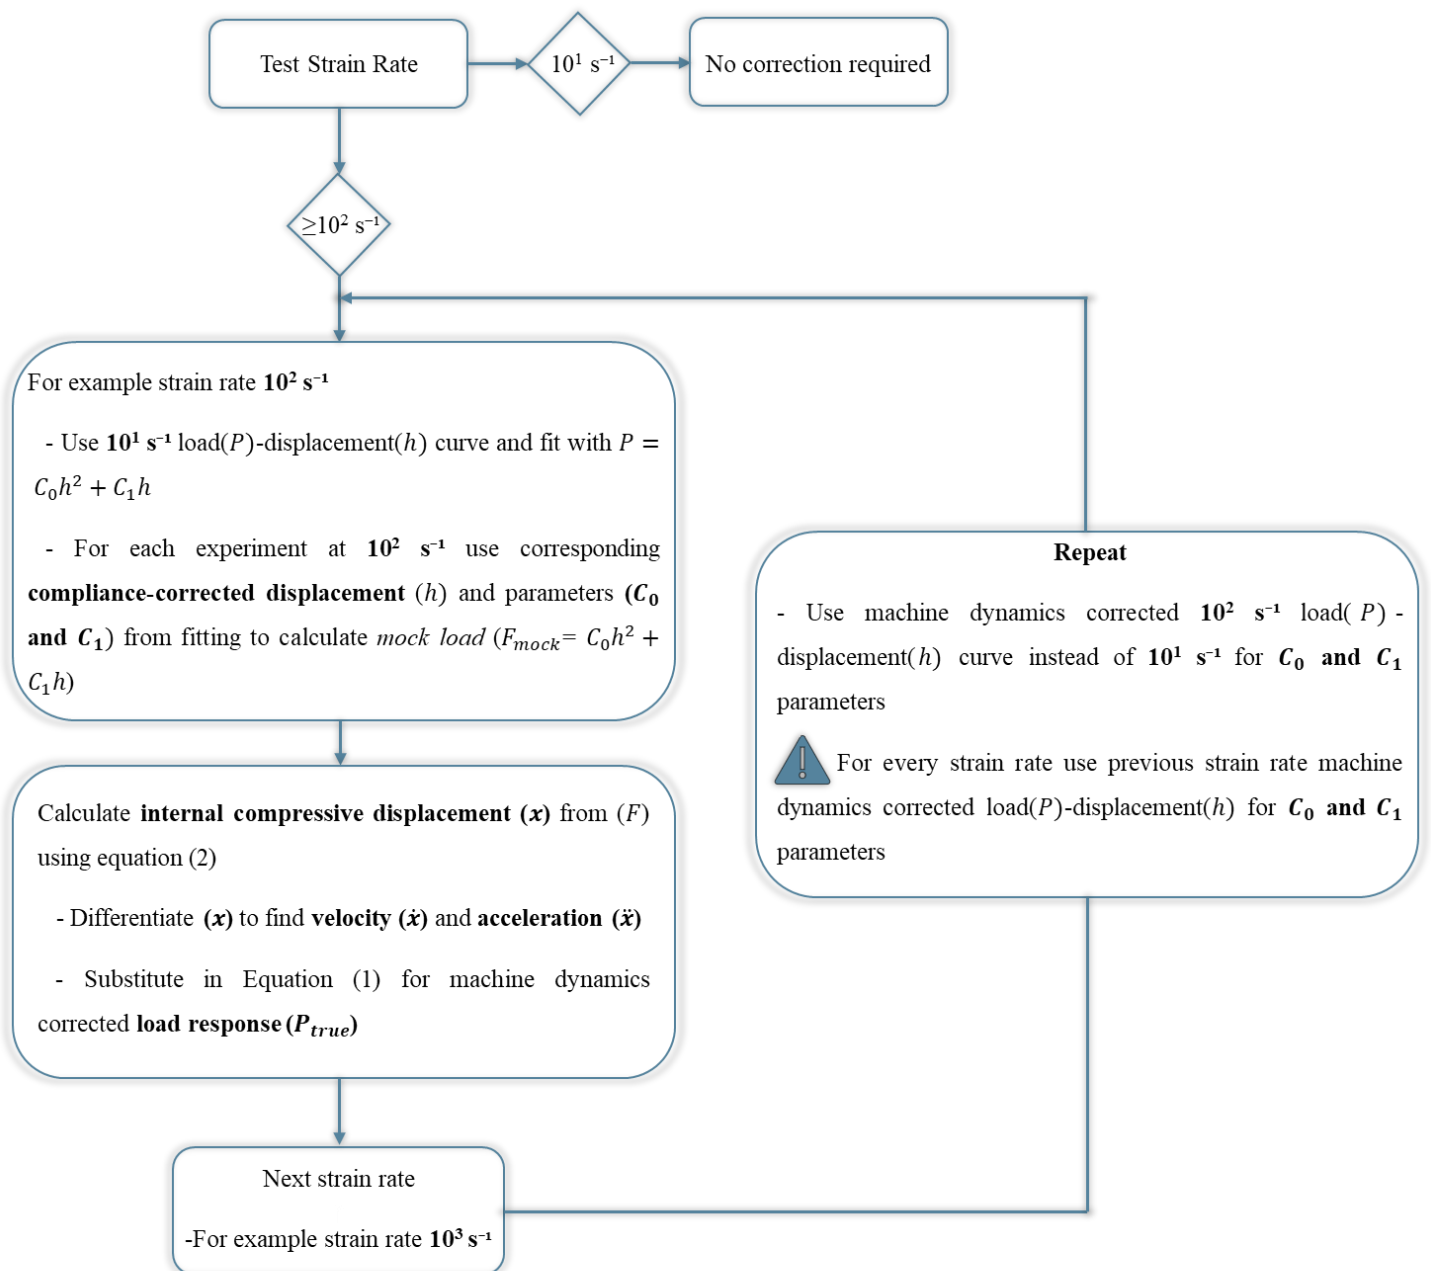 Test Strain Rate
10¹ s⁻¹
No correction required
≥10² s⁻¹
For example strain rate 10² s⁻¹
- Use 10¹ s⁻¹ load(P)-displacement(h) curve and fit with P =
C₀h² + C₁h
- For each experiment at 10² s⁻¹ use corresponding
compliance-corrected displacement (h) and parameters (C₀
and C₁) from fitting to calculate mock load (Fₘₒcₖ= C₀h² +
C₁h)
Calculate internal compressive displacement (x) from (F)
using equation (2)
- Differentiate (x) to find velocity (ẋ) and acceleration (ẍ)
- Substitute in Equation (1) for machine dynamics
corrected load response (Pₜᵣᵤₑ)
Next strain rate
-For example strain rate 10³ s⁻¹
Repeat
- Use machine dynamics corrected 10² s⁻¹ load( P) -
displacement(h) curve instead of 10¹ s⁻¹ for C₀ and C₁
parameters
! For every strain rate use previous strain rate machine
dynamics corrected load(P)-displacement(h) for C₀ and C₁
parameters